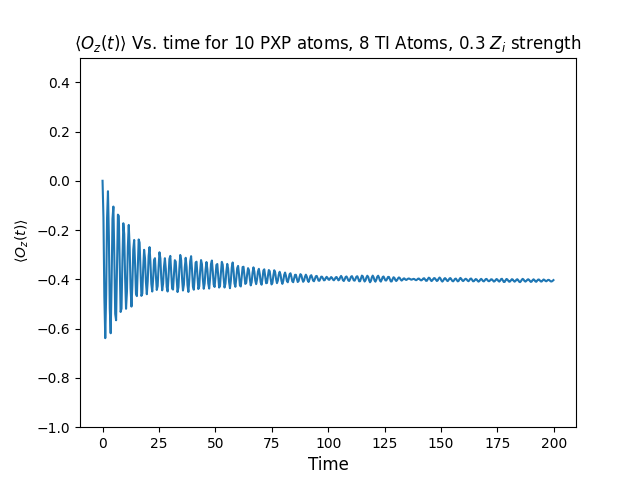 ⟨O_z(t)⟩ Vs. time for 10 PXP atoms, 8 TI Atoms, 0.3 Z_i strength
0.4
0.2
0.0
−0.2
−0.4
−0.6
−0.8
−1.0
⟨O_z(t)⟩
0 25 50 75 100 125 150 175 200
Time